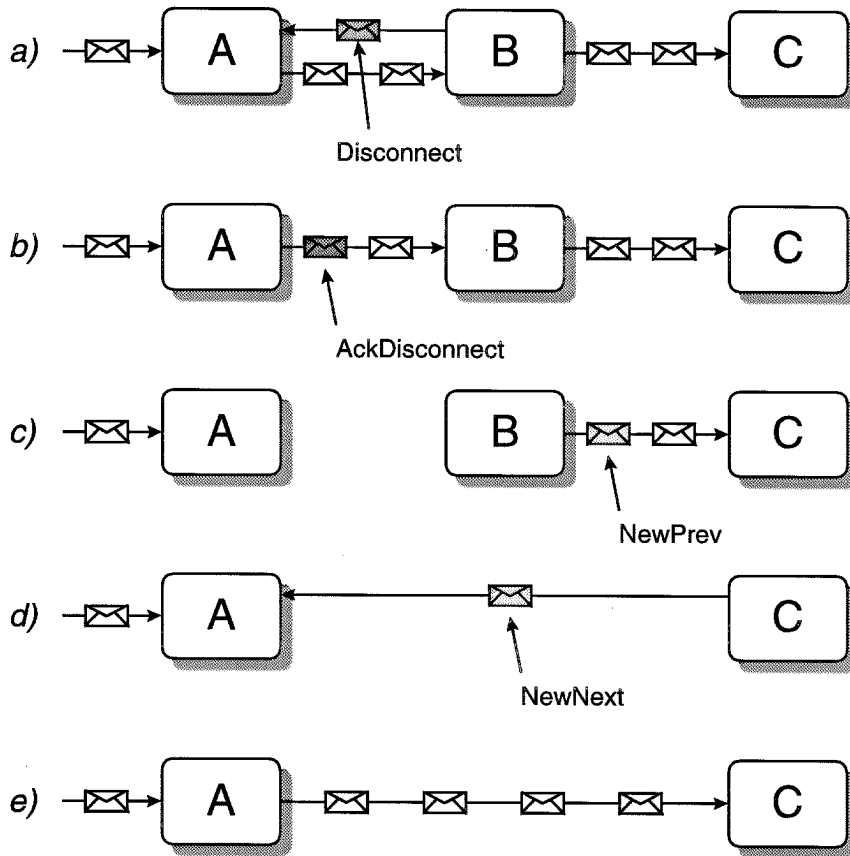 a) A B C
Disconnect
b) A B C
AckDisconnect
c) A B C
NewPrev
d) A C
NewNext
e) A C